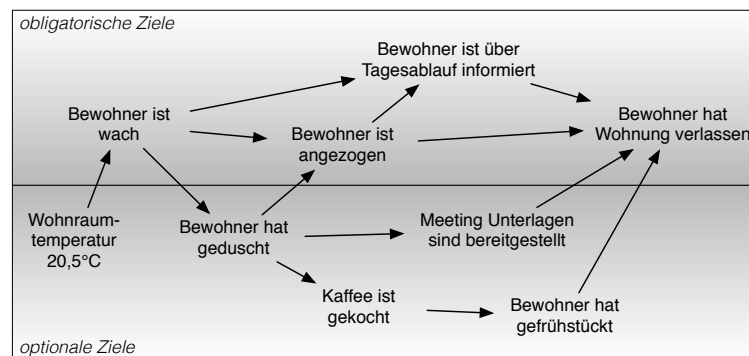 obligatorische Ziele
Bewohner ist über
Tagesablauf informiert
Bewohner ist
wach
Bewohner ist
angezogen
Bewohner hat
Wohnung verlassen
Wohnraum-
temperatur
20,5°C
Bewohner hat
geduscht
Meeting Unterlagen
sind bereitgestellt
Kaffee ist
gekocht
Bewohner hat
gefrühstückt
optionale Ziele